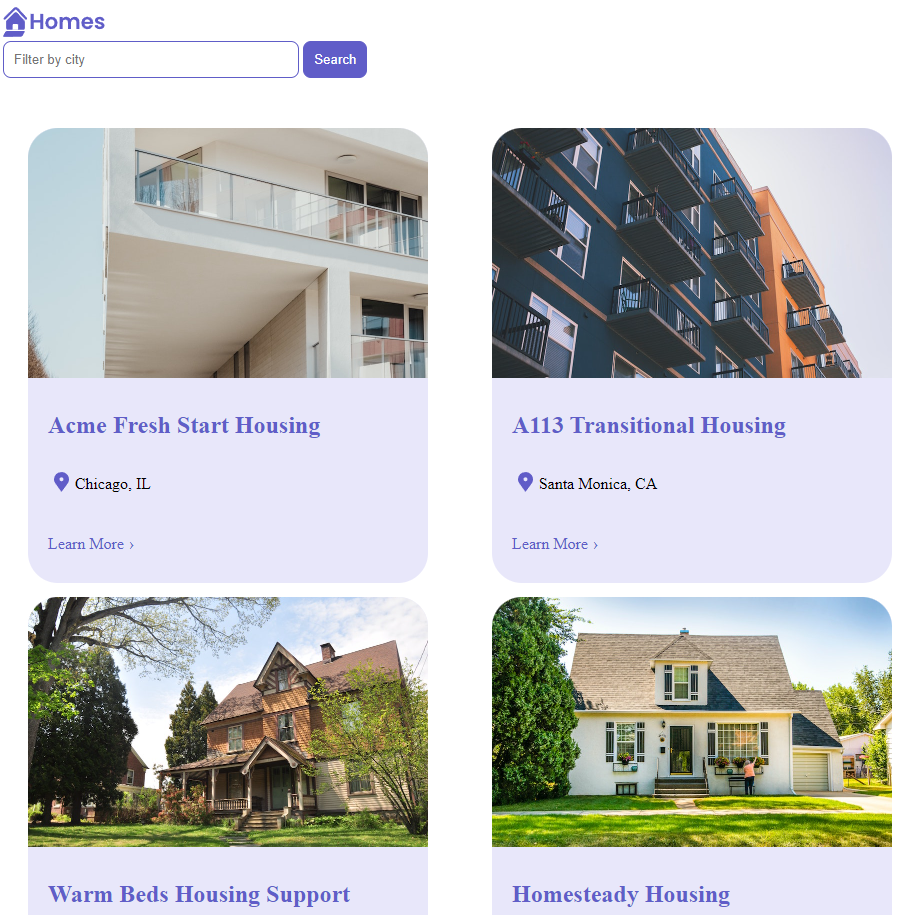 Homes
Filter by city
Search
Acme Fresh Start Housing
Chicago, IL
Learn More ›
A113 Transitional Housing
Santa Monica, CA
Learn More ›
Warm Beds Housing Support
Homesteady Housing